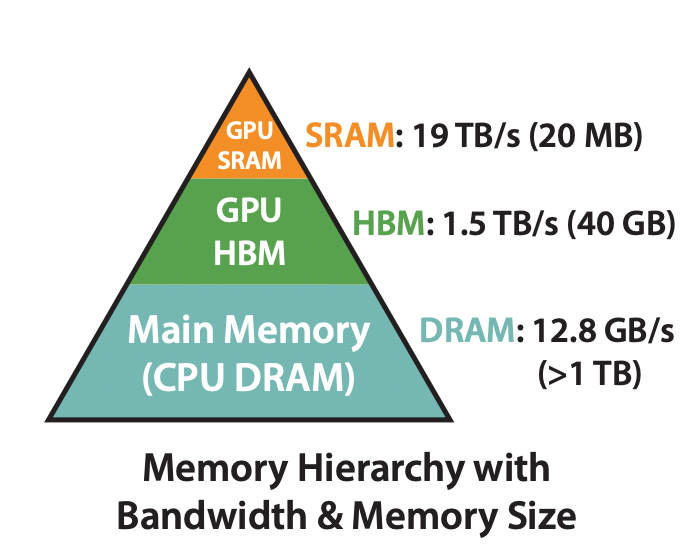 GPU
SRAM
SRAM: 19 TB/s (20 MB)
GPU
HBM
HBM: 1.5 TB/s (40 GB)
Main Memory
(CPU DRAM)
DRAM: 12.8 GB/s
(>1 TB)
Memory Hierarchy with
Bandwidth & Memory Size